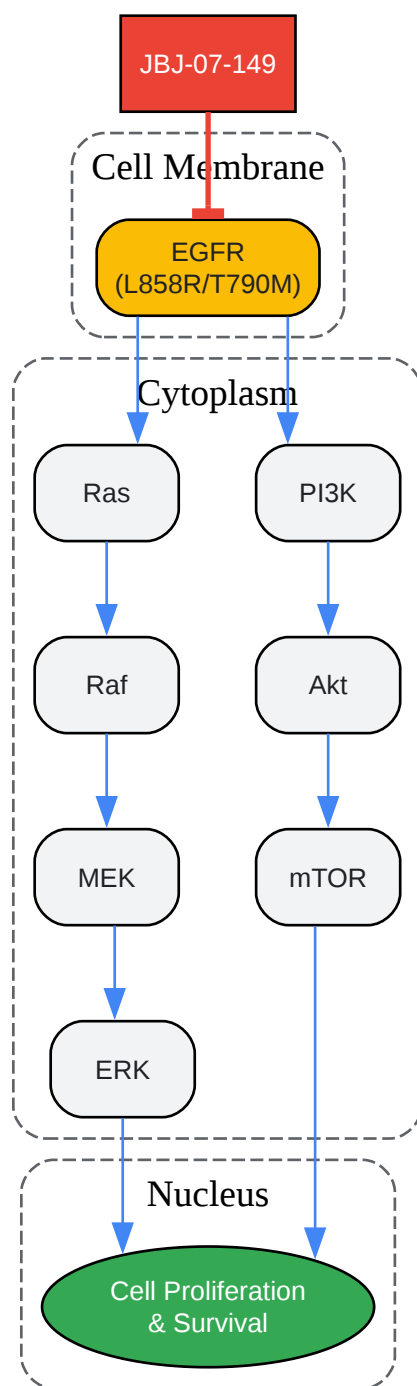 JBJ-07-149
Cell Membrane
EGFR
(L858R/T790M)
Cytoplasm
Ras
PI3K
Raf
Akt
MEK
mTOR
ERK
Nucleus
Cell Proliferation
& Survival